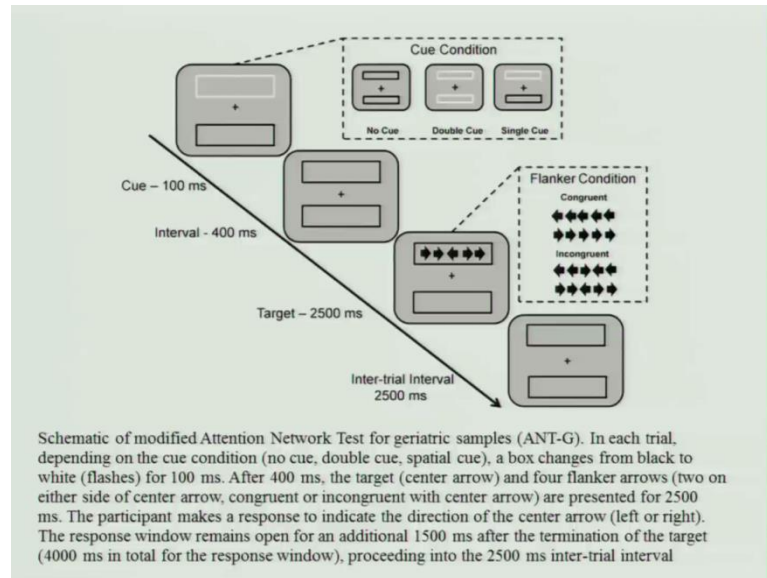 Cue Condition
No Cue Double Cue Single Cue
Cue – 100 ms
Flanker Condition
Congruent
Interval - 400 ms
Incongruent
Target – 2500 ms
Inter-trial Interval
2500 ms
Schematic of modified Attention Network Test for geriatric samples (ANT-G). In each trial,
depending on the cue condition (no cue, double cue, spatial cue), a box changes from black to
white (flashes) for 100 ms. After 400 ms, the target (center arrow) and four flanker arrows (two on
either side of center arrow, congruent or incongruent with center arrow) are presented for 2500
ms. The participant makes a response to indicate the direction of the center arrow (left or right).
The response window remains open for an additional 1500 ms after the termination of the target
(4000 ms in total for the response window), proceeding into the 2500 ms inter-trial interval